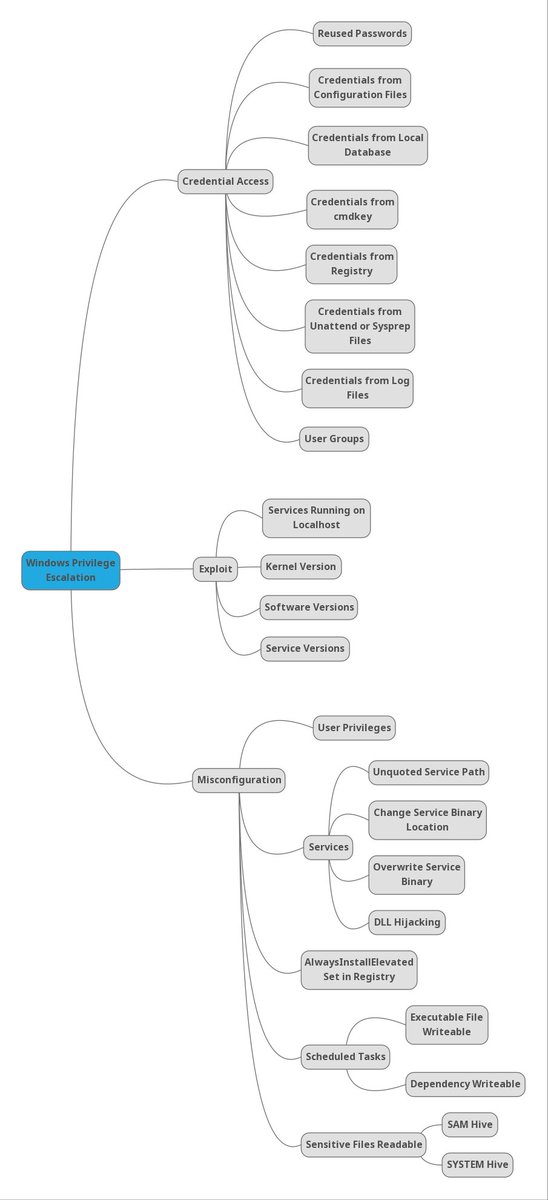 Reused Passwords
Credentials from
Configuration Files
Credentials from Local
Database
Credential Access
Credentials from
cmdkey
Credentials from
Registry
Credentials from
Unattend or Sysprep
Files
Credentials from Log
Files
User Groups
Services Running on
Localhost
Windows Privilege
Escalation
Exploit
Kernel Version
Software Versions
Service Versions
User Privileges
Misconfiguration
Unquoted Service Path
Change Service Binary
Location
Services
Overwrite Service
Binary
DLL Hijacking
AlwaysInstallElevated
Set in Registry
Executable File
Writeable
Scheduled Tasks
Dependency Writeable
SAM Hive
Sensitive Files Readable
SYSTEM Hive